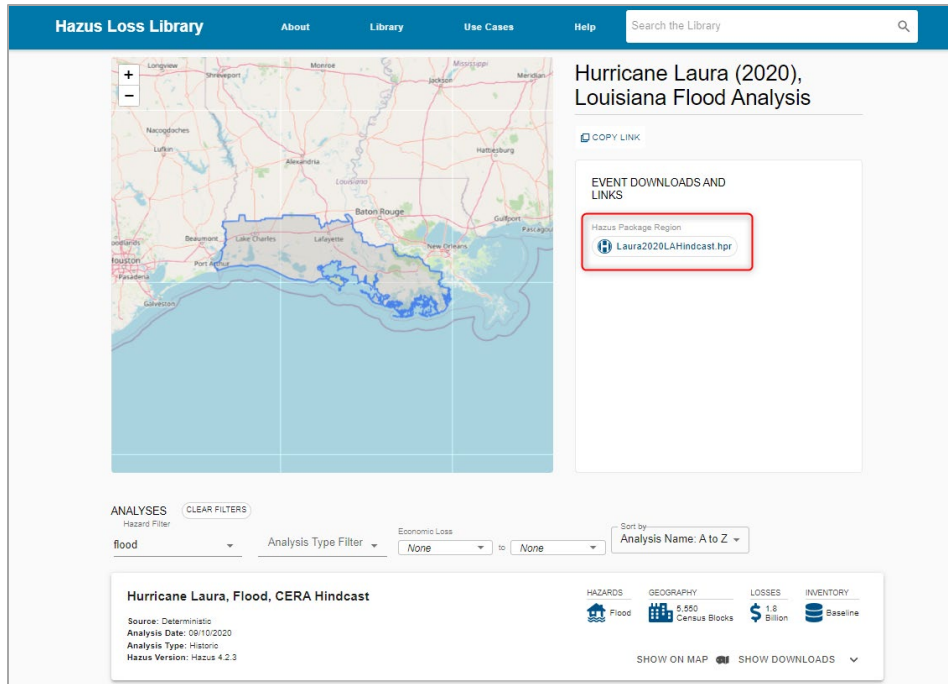 Hazus Loss Library
About
Library
Use Cases
Help
Search the Library
+
−
Longview
Shreveport
Monroe
Mississippi
Jackson
Meridian
Nacogdoches
Lufkin
Alexandria
Hattiesburg
Louisiana
Baton Rouge
Gulfport
Pascagou
Beaumont
Lake Charles
Lafayette
New Orleans
Houston
Port Arthur
Pasadena
Galveston
Hurricane Laura (2020),
Louisiana Flood Analysis
COPY LINK
EVENT DOWNLOADS AND
LINKS
Hazus Package Region
H Laura2020LAHindcast.hpr
ANALYSES
CLEAR FILTERS
Hazard Filter
flood
Analysis Type Filter
Economic Loss
None to None
Sort by
Analysis Name: A to Z
Hurricane Laura, Flood, CERA Hindcast
Source: Deterministic
Analysis Date: 09/10/2020
Analysis Type: Historic
Hazus Version: Hazus 4.2.3
HAZARDS
Flood
GEOGRAPHY
5,560
Census Blocks
LOSSES
$ 1.8
Billion
INVENTORY
Baseline
SHOW ON MAP
SHOW DOWNLOADS